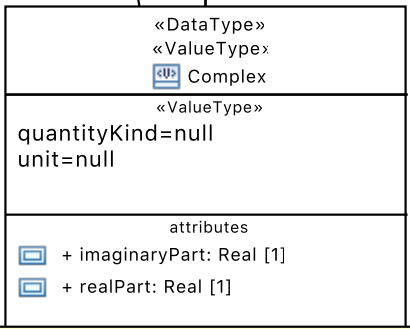 «DataType»
«ValueType»
«U» Complex
«ValueType»
quantityKind=null
unit=null
attributes
+ imaginaryPart: Real [1]
+ realPart: Real [1]